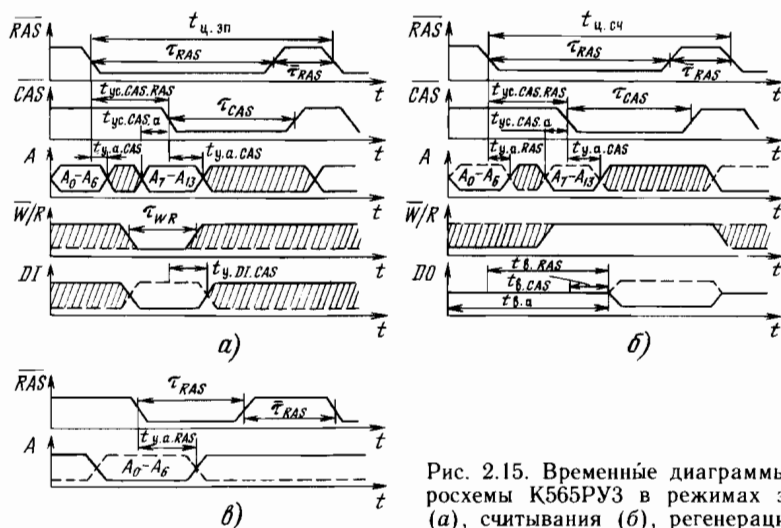 t ц. зп
RAS
τ RAS
τ̄ RAS
t
CAS
t ус. CAS. RAS
τ CAS
t ус. CAS. а
t
A
t у.а. CAS
t у.а. CAS
A0-A6
A7-A13
t
W/R
τ WR
t
DI
t у. DI. CAS
t
а)
t ц. сч
RAS
τ RAS
τ̄ RAS
t
CAS
t ус. CAS. RAS
τ CAS
t ус. CAS. а
t
A
t у.а. RAS
t у.а. CAS
A0-A6
A7-A13
t
W/R
t
DO
t в. RAS
t в. CAS
t в. а
t
б)
RAS
τ RAS
τ̄ RAS
t
A
t у.а. RAS
A0-A6
t
в)
Рис. 2.15. Временны́е диаграммы
росхемы К565РУ3 в режимах з
(а), считывания (б), регенерац